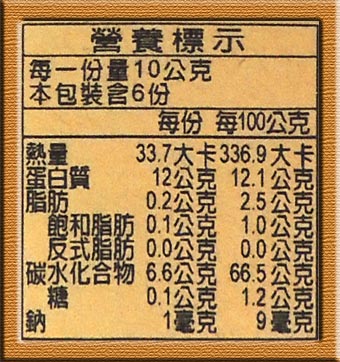 營養標示
每一份量10公克
本包裝含6份
每份 每100公克
熱量 33.7大卡 336.9大卡
蛋白質 12公克 12.1公克
脂肪 0.2公克 2.5公克
飽和脂肪 0.1公克 1.0公克
反式脂肪 0.0公克 0.0公克
碳水化合物 6.6公克 66.5公克
糖 0.1公克 1.2公克
鈉 1毫克 9毫克